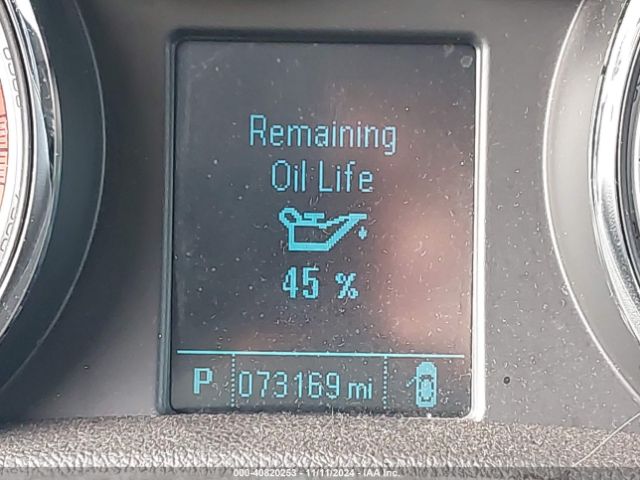 Remaining
Oil Life
45 %
P 073169 mi
000-40820253 - 11/11/2024 - IAA Inc.